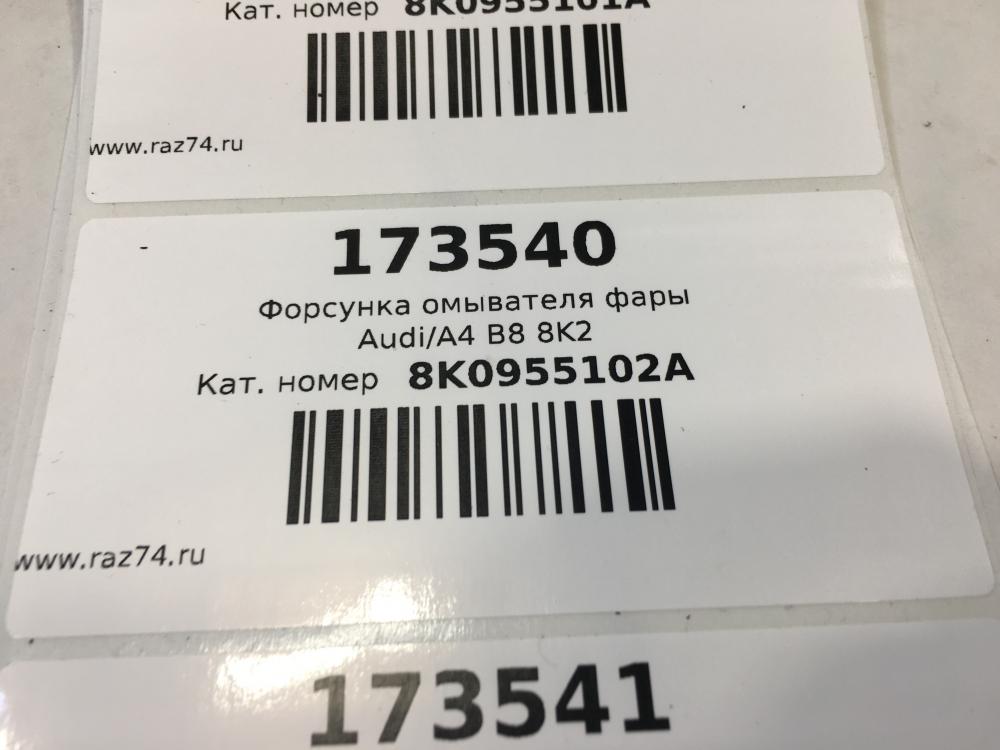 Кат. номер 8K0955101A
www.raz74.ru
173540
Форсунка омывателя фары
Audi/A4 B8 8K2
Кат. номер 8K0955102A
www.raz74.ru
173541